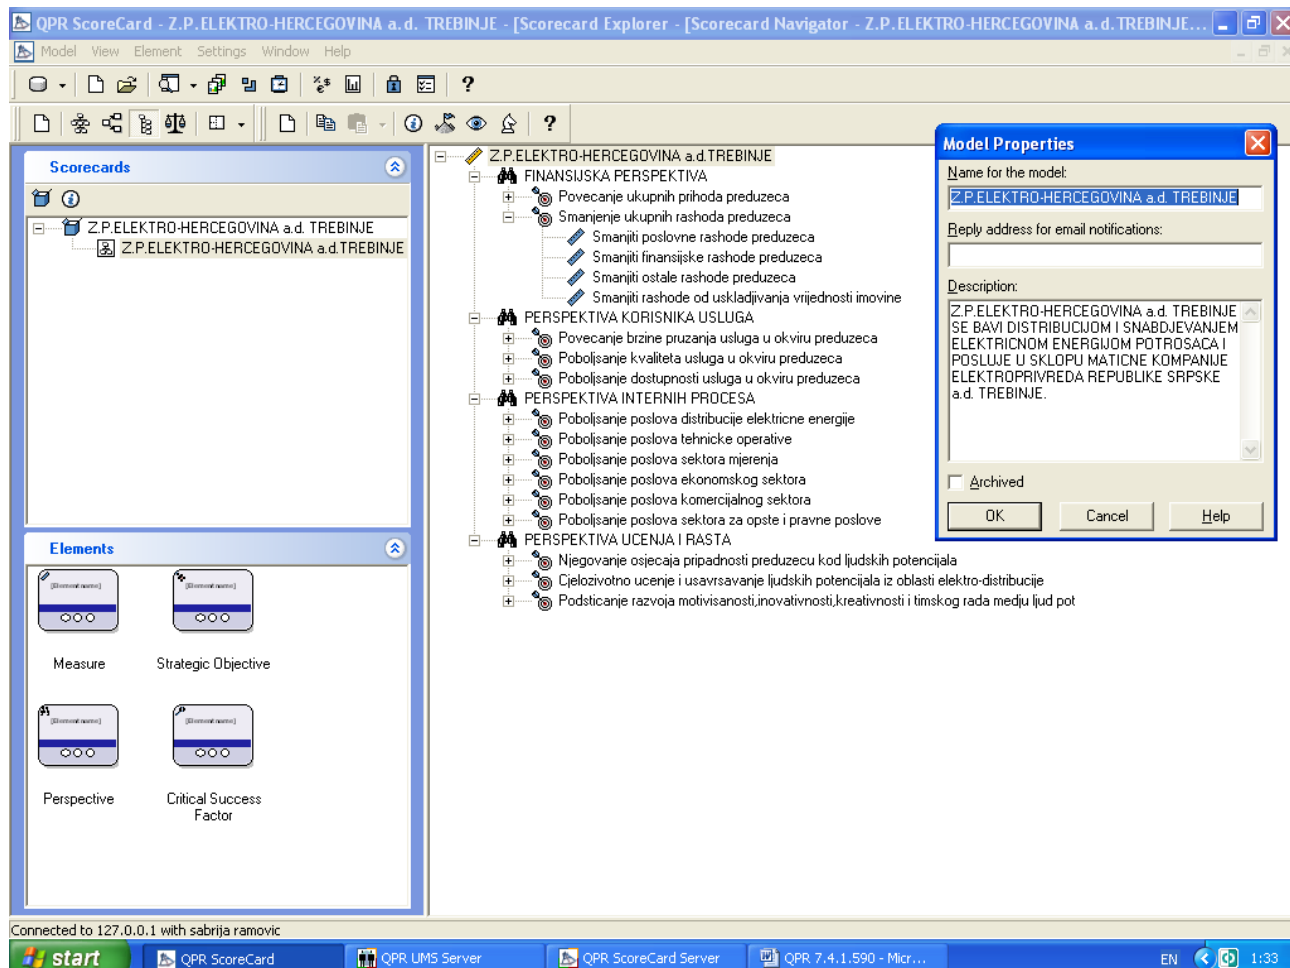 QPR ScoreCard - Z.P.ELEKTRO-HERCEGOVINA a.d. TREBINJE - [Scorecard Explorer - [Scorecard Navigator - Z.P.ELEKTRO-HERCEGOVINA a.d.TREBINJE...
Model View Element Settings Window Help
Scorecards
Z.P.ELEKTRO-HERCEGOVINA a.d. TREBINJE
Z.P.ELEKTRO-HERCEGOVINA a.d.TREBINJE
Elements
[Element name]
[Element name]
Measure
Strategic Objective
[Element name]
[Element name]
Perspective
Critical Success
Factor
Z.P.ELEKTRO-HERCEGOVINA a.d.TREBINJE
FINANSIJSKA PERSPEKTIVA
Povecanje ukupnih prihoda preduzeca
Smanjenje ukupnih rashoda preduzeca
Smanjiti poslovne rashode preduzeca
Smanjiti finansijske rashode preduzeca
Smanjiti ostale rashode preduzeca
Smanjiti rashode od uskladjivanja vrijednosti imovine
PERSPEKTIVA KORISNIKA USLUGA
Povecanje brzine pruzanja usluga u okviru preduzeca
Poboljsanje kvaliteta usluga u okviru preduzeca
Poboljsanje dostupnosti usluga u okviru preduzeca
PERSPEKTIVA INTERNIH PROCESA
Poboljsanje poslova distribucije elektricne energije
Poboljsanje poslova tehnicke operative
Poboljsanje poslova sektora mjerenja
Poboljsanje poslova ekonomskog sektora
Poboljsanje poslova komercijalnog sektora
Poboljsanje poslova sektora za opste i pravne poslove
PERSPEKTIVA UCENJA I RASTA
Njegovanje osjecaja pripadnosti preduzecu kod ljudskih potencijala
Cjelozivotno ucenje i usavrsavanje ljudskih potencijala iz oblasti elektro-distribucije
Podsticanje razvoja motivisanosti,inovativnosti,kreativnosti i timskog rada medju ljud pot
Model Properties
Name for the model:
Z.P.ELEKTRO-HERCEGOVINA a.d. TREBINJE
Reply address for email notifications:
Description:
Z.P.ELEKTRO-HERCEGOVINA a.d. TREBINJE
SE BAVI DISTRIBUCIJOM I SNABDJEVANJEM
ELEKTRICNOM ENERGIJOM POTROSACA I
POSLUJE U SKLOPU MATICNE KOMPANIJE
ELEKTROPRIVREDA REPUBLIKE SRPSKE
a.d. TREBINJE.
Archived
OK Cancel Help
Connected to 127.0.0.1 with sabrija ramovic
start QPR ScoreCard QPR UMS Server QPR ScoreCard Server QPR 7.4.1.590 - Micr... EN 1:33